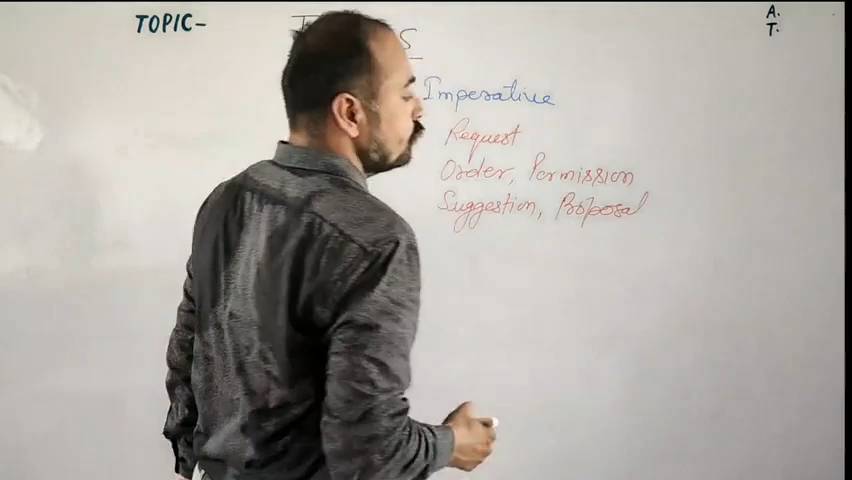 TOPIC-
A.
T.
Imperative
Request
Order, Permission
Suggestion, Proposal